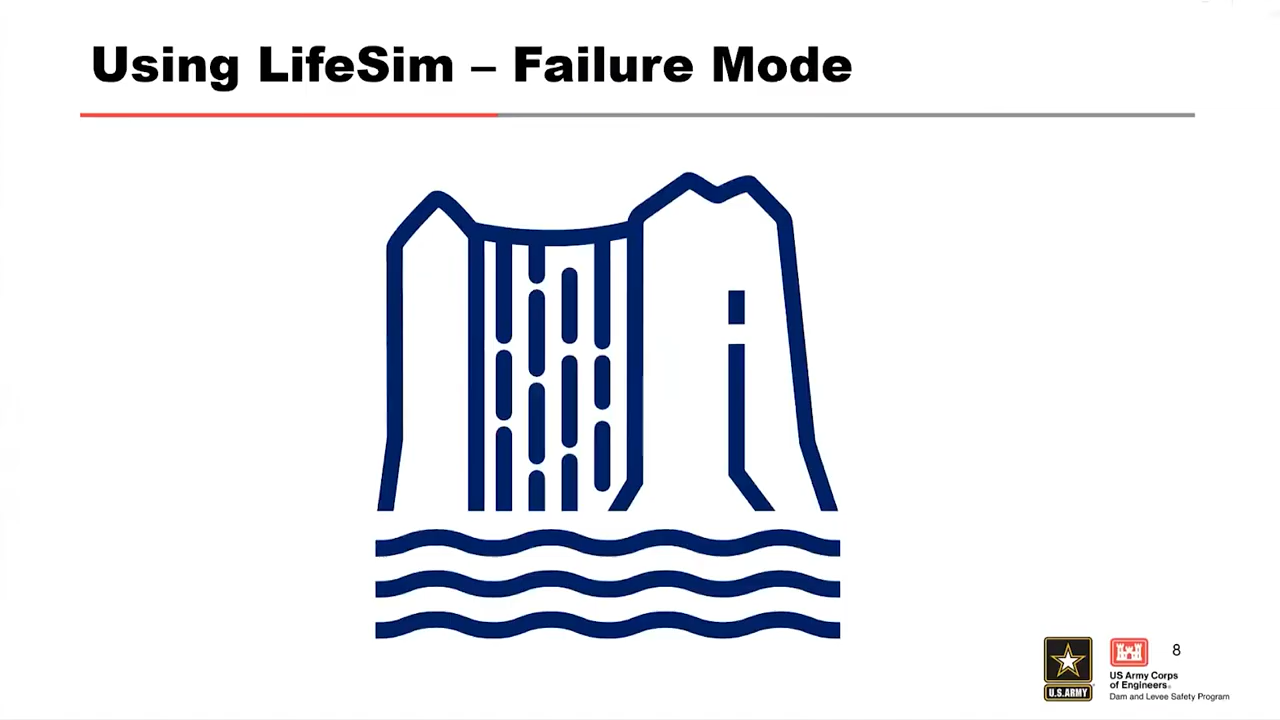 Using LifeSim – Failure Mode
8
U.S.ARMY
US Army Corps
of Engineers®
Dam and Levee Safety Program